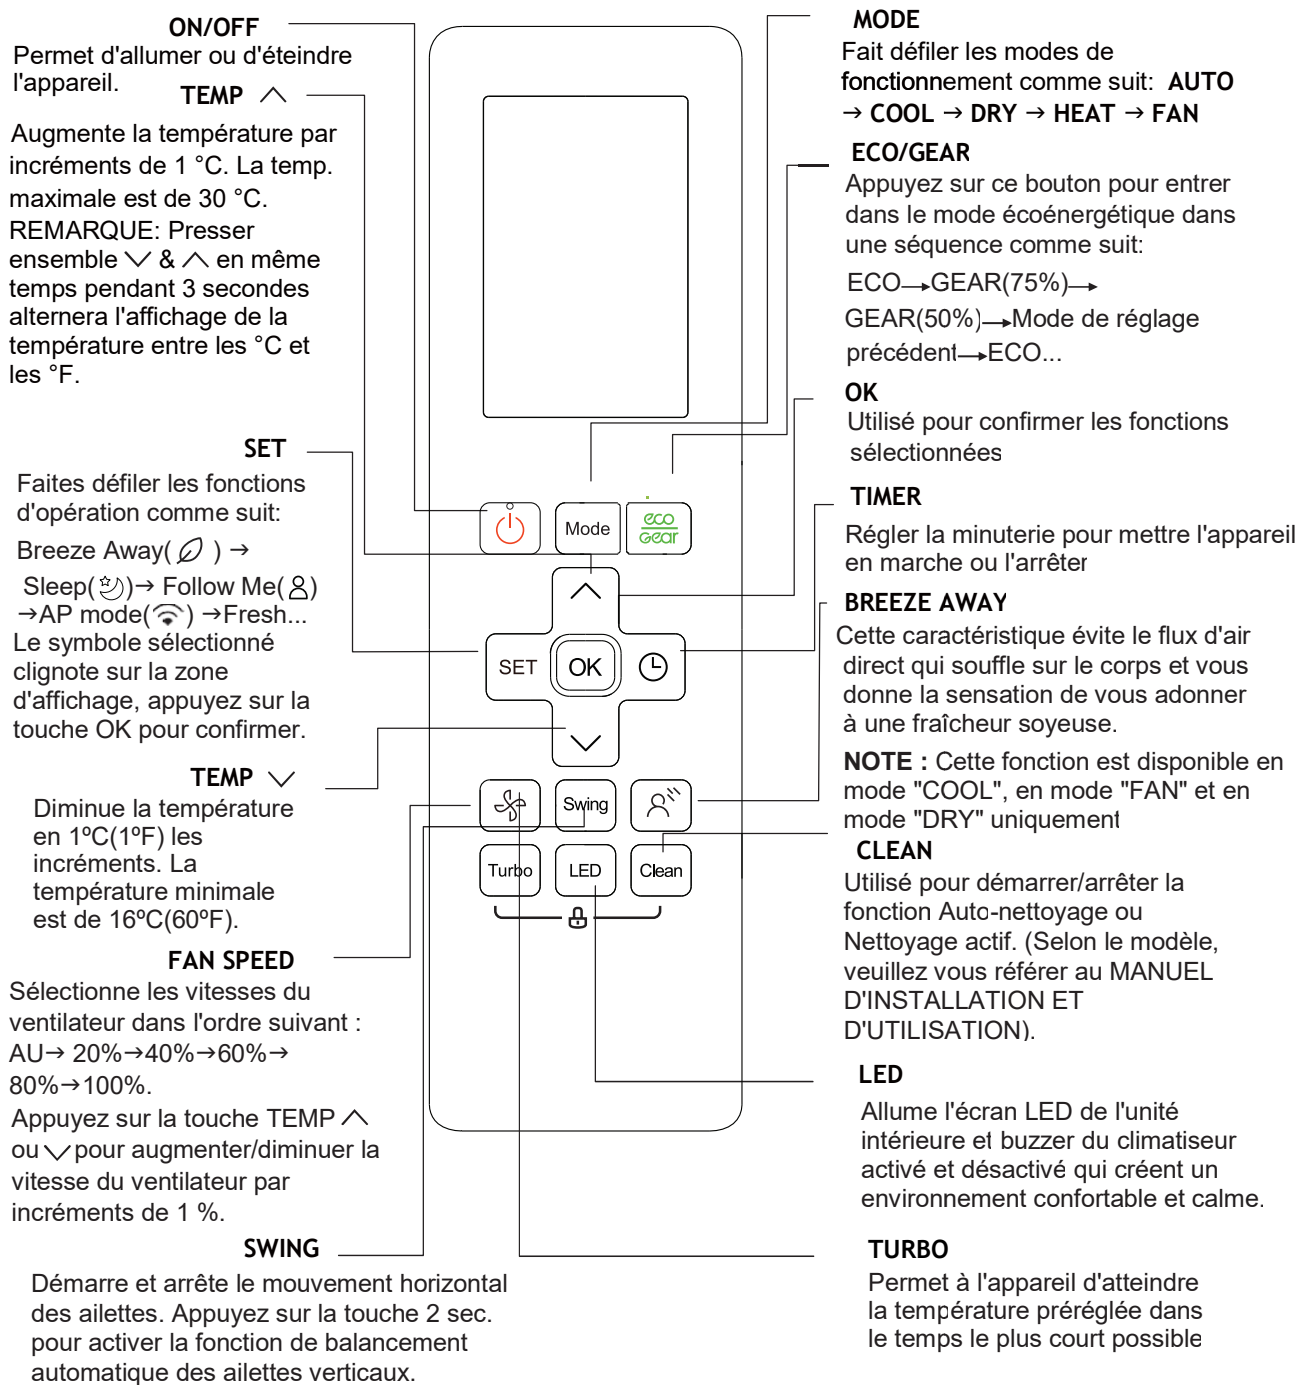 ON/OFF
Permet d'allumer ou d'éteindre
l'appareil.
TEMP
Augmente la température par
incréments de 1 °C. La temp.
maximale est de 30 °C.
REMARQUE: Presser
ensemble & en même
temps pendant 3 secondes
alternera l'affichage de la
température entre les °C et
les °F.
SET
Faites défiler les fonctions
d'opération comme suit:
Breeze Away( ) →
Sleep( )→ Follow Me( )
→AP mode( ) →Fresh...
Le symbole sélectionné
clignote sur la zone
d'affichage, appuyez sur la
touche OK pour confirmer.
TEMP
Diminue la température
en 1ºC(1ºF) les
incréments. La
température minimale
est de 16ºC(60ºF).
FAN SPEED
Sélectionne les vitesses du
ventilateur dans l'ordre suivant :
AU→ 20%→40%→60%→
80%→100%.
Appuyez sur la touche TEMP
ou pour augmenter/diminuer la
vitesse du ventilateur par
incréments de 1 %.
SWING
Démarre et arrête le mouvement horizontal
des ailettes. Appuyez sur la touche 2 sec.
pour activer la fonction de balancement
automatique des ailettes verticaux.
Mode
eco
Gear
SET
OK
Swing
Turbo
LED
Clean
MODE
Fait défiler les modes de
fonctionnement comme suit: AUTO
→ COOL → DRY → HEAT → FAN
ECO/GEAR
Appuyez sur ce bouton pour entrer
dans le mode écoénergétique dans
une séquence comme suit:
ECO→GEAR(75%)→
GEAR(50%)→Mode de réglage
précédent→ECO...
OK
Utilisé pour confirmer les fonctions
sélectionnées
TIMER
Régler la minuterie pour mettre l'appareil
en marche ou l'arrêter
BREEZE AWAY
Cette caractéristique évite le flux d'air
direct qui souffle sur le corps et vous
donne la sensation de vous adonner
à une fraîcheur soyeuse.
NOTE : Cette fonction est disponible en
mode "COOL", en mode "FAN" et en
mode "DRY" uniquement
CLEAN
Utilisé pour démarrer/arrêter la
fonction Auto-nettoyage ou
Nettoyage actif. (Selon le modèle,
veuillez vous référer au MANUEL
D'INSTALLATION ET
D'UTILISATION).
LED
Allume l'écran LED de l'unité
intérieure et buzzer du climatiseur
activé et désactivé qui créent un
environnement confortable et calme.
TURBO
Permet à l'appareil d'atteindre
la température préréglée dans
le temps le plus court possible